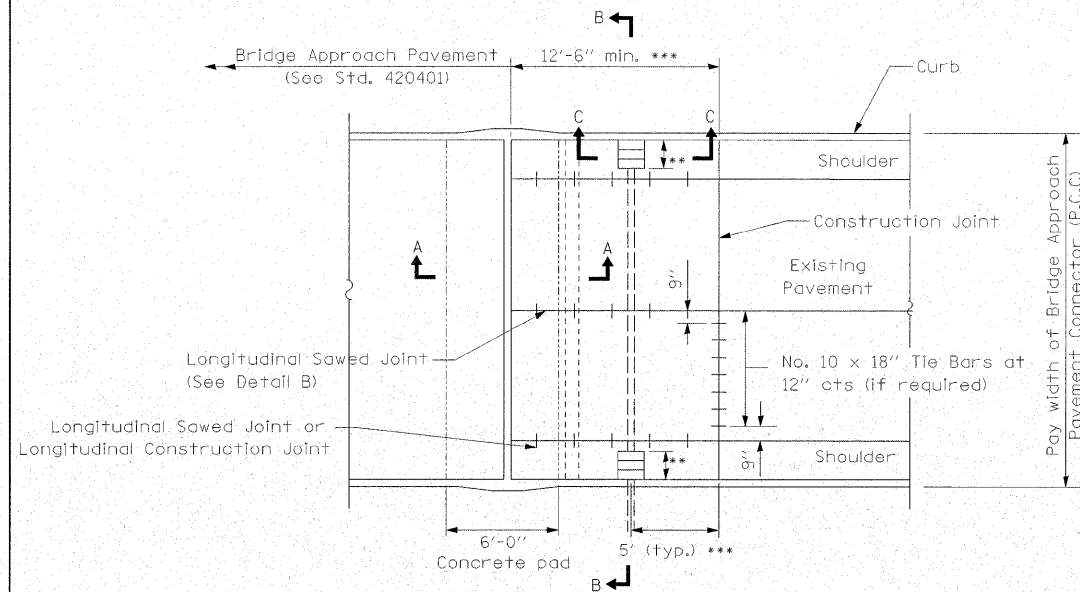 B
Bridge Approach Pavement
(See Std. 420401)
12'-6" min. ***
Curb
C
C
**
Shoulder
Construction Joint
A
A
9"
Existing
Pavement
Longitudinal Sawed Joint
(See Detail B)
No. 10 x 18" Tie Bars at
12" cts (if required)
Longitudinal Sawed Joint or
Longitudinal Construction Joint
**
9"
Shoulder
6'-0"
Concrete pad
5' (typ.) ***
B
Pay width of Bridge Approach
Pavement Connector (P.C.C)